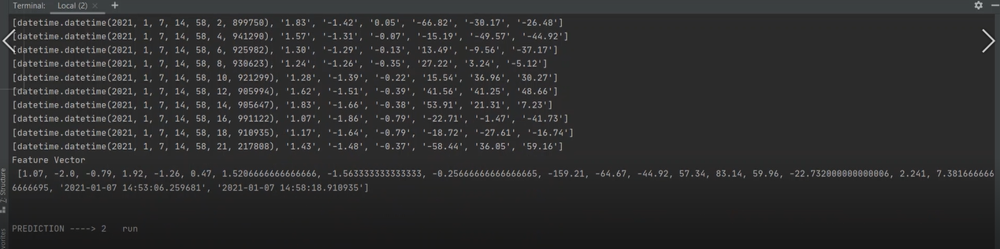 Terminal: Local (2) × +
[datetime.datetime(2021, 1, 7, 14, 58, 2, 899750), '1.83', '-1.42', '0.05', '-66.82', '-30.17', '-26.48']
[datetime.datetime(2021, 1, 7, 14, 58, 4, 941290), '1.57', '-1.31', '-0.07', '-15.19', '-49.57', '-44.92']
[datetime.datetime(2021, 1, 7, 14, 58, 6, 925982), '1.30', '-1.29', '-0.13', '13.49', '-9.56', '-37.17']
[datetime.datetime(2021, 1, 7, 14, 58, 8, 930623), '1.24', '-1.26', '-0.35', '27.22', '3.24', '-5.12']
[datetime.datetime(2021, 1, 7, 14, 58, 10, 921299), '1.28', '-1.39', '-0.22', '15.54', '36.96', '30.27']
[datetime.datetime(2021, 1, 7, 14, 58, 12, 905994), '1.62', '-1.51', '-0.39', '41.56', '41.25', '48.66']
[datetime.datetime(2021, 1, 7, 14, 58, 14, 905647), '1.83', '-1.66', '-0.38', '53.91', '21.31', '7.23']
[datetime.datetime(2021, 1, 7, 14, 58, 16, 991122), '1.07', '-1.86', '-0.79', '-22.71', '-1.47', '-41.73']
[datetime.datetime(2021, 1, 7, 14, 58, 18, 910935), '1.17', '-1.64', '-0.79', '-18.72', '-27.61', '-16.74']
[datetime.datetime(2021, 1, 7, 14, 58, 21, 217808), '1.43', '-1.48', '-0.37', '-58.44', '36.05', '59.16']
Feature Vector
[1.07, -2.0, -0.79, 1.92, -1.26, 0.47, 1.5206666666666666, -1.563333333333333, -0.25666666666666665, -159.21, -64.67, -44.92, 57.34, 83.14, 59.96, -22.732000000000006, 2.241, 7.3816666666
6666695, '2021-01-07 14:53:06.259681', '2021-01-07 14:58:18.910935']
PREDICTION ----> 2 run
Z: Structure
vorites